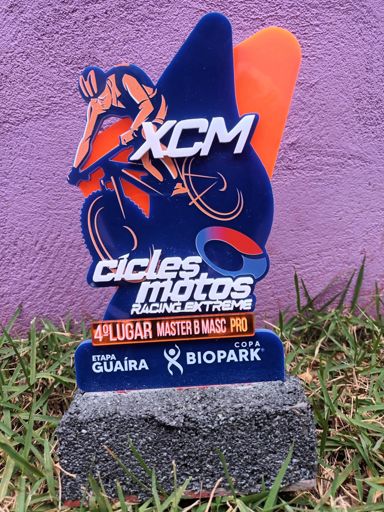 XCM
cicles
motos
RACING EXTREME
4º LUGAR MASTER B MASC PRO
ETAPA
GUAÍRA
COPA
BIOPARK